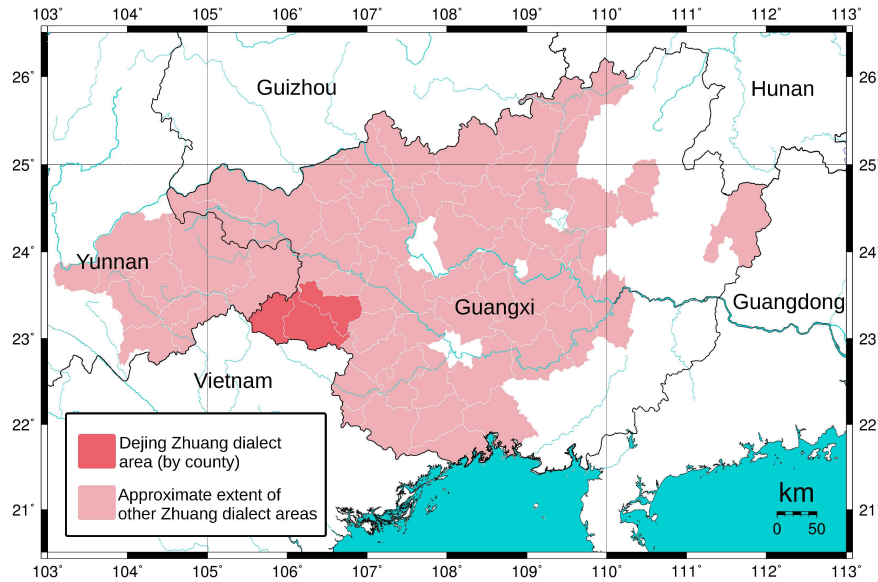 103° 104° 105° 106° 107° 108° 109° 110° 111° 112° 113°
26° 26°
Guizhou Hunan
25° 25°
24° 24°
Yunnan
Guangxi Guangdong
23° 23°
Vietnam
22° 22°
Dejing Zhuang dialect
area (by county)
Approximate extent of
other Zhuang dialect areas
km
0 50
21° 21°
103° 104° 105° 106° 107° 108° 109° 110° 111° 112° 113°